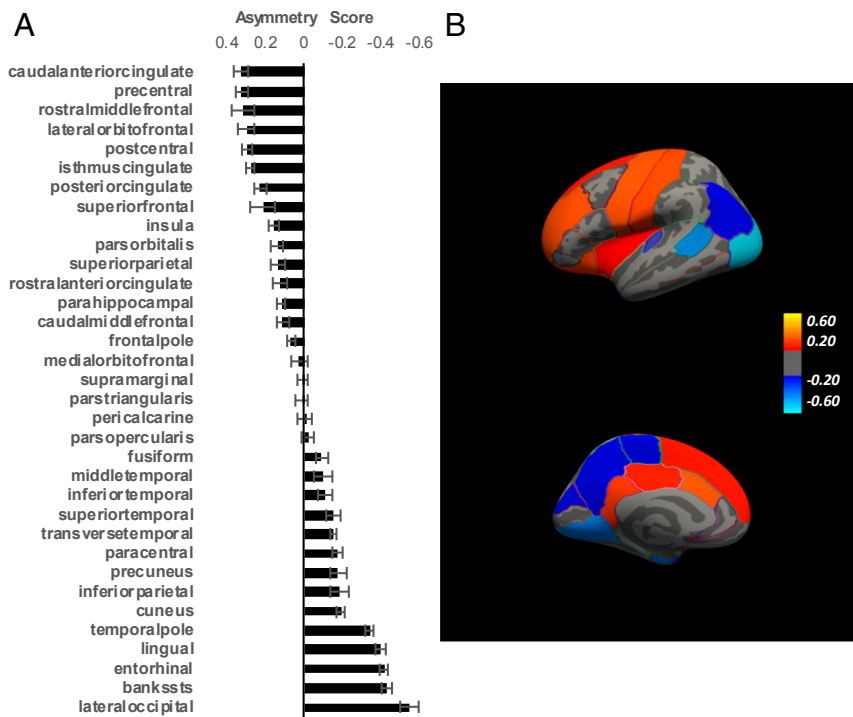 A
Asymmetry Score
0.4 0.2 0 -0.2 -0.4 -0.6
caudalanteriorcingulate
precentral
rostralmiddlefrontal
lateralorbitofrontal
postcentral
isthmuscingulate
posteriorcingulate
superiorfrontal
insula
parsorbitalis
superiorparietal
rostralanteriorcingulate
parahippocampal
caudalmiddlefrontal
frontalpole
medialorbitofrontal
supramarginal
parstriangularis
pericalcarine
parsopercularis
fusiform
middletemporal
inferiortemporal
superiortemporal
transversetemporal
paracentral
precuneus
inferiorparietal
cuneus
temporalpole
lingual
entorhinal
bankssts
lateraloccipital
B
0.60
0.20
-0.20
-0.60